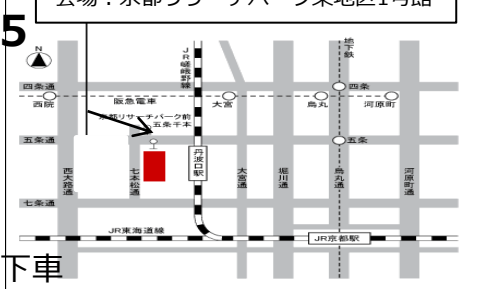 会場：京都リサーチパーク東地区1号館
5
N
JR嵯峨野線
地下鉄
四条通
四条
西院
阪急電車
大宮
烏丸
河原町
京都リサーチパーク前
五条千本
五条通
五条
丹波口駅
西大路通
七本松通
大宮通
堀川通
烏丸通
河原町通
七条通
JR東海道線
JR京都駅
下車